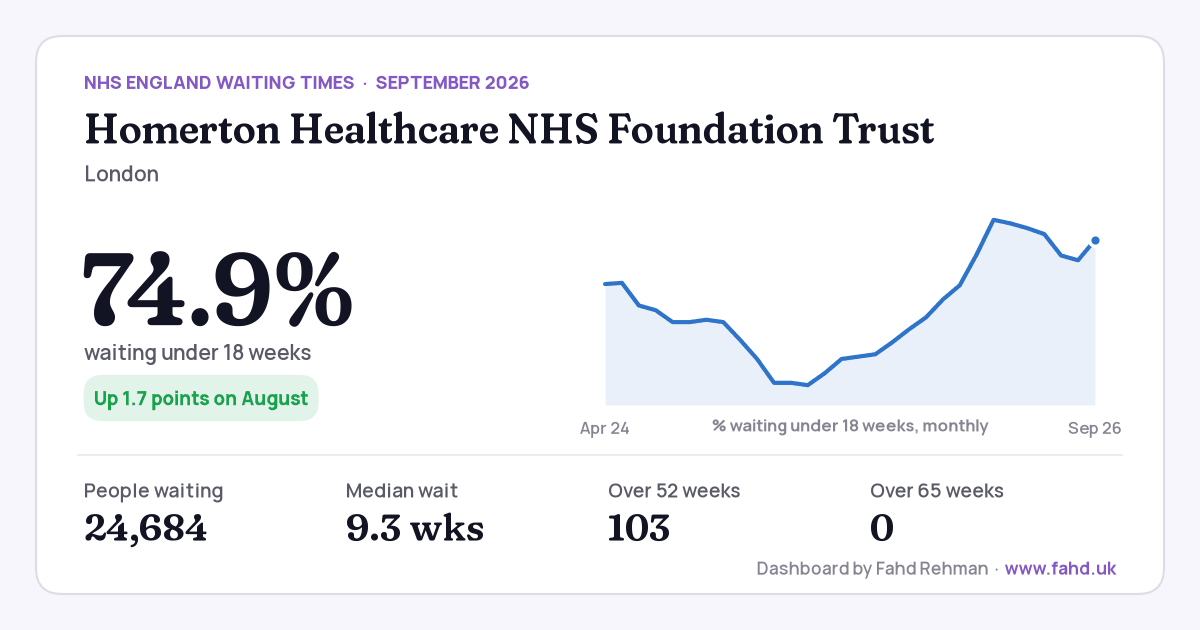 NHS ENGLAND WAITING TIMES · SEPTEMBER 2026
Homerton Healthcare NHS Foundation Trust
London
74.9%
waiting under 18 weeks
Up 1.7 points on August
Apr 24
% waiting under 18 weeks, monthly
Sep 26
People waiting
24,684
Median wait
9.3 wks
Over 52 weeks
103
Over 65 weeks
0
Dashboard by Fahd Rehman · www.fahd.uk